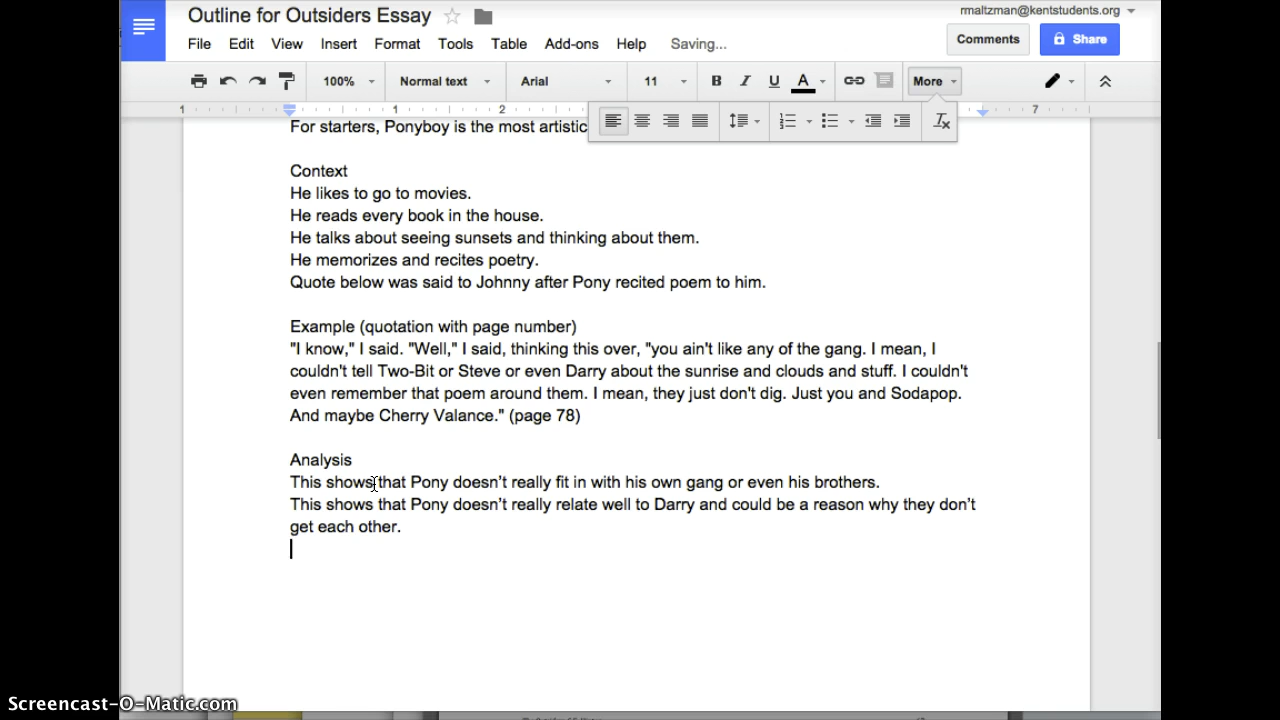 Outline for Outsiders Essay
rmaltzman@kentstudents.org
File Edit View Insert Format Tools Table Add-ons Help Saving...
Comments Share
100% Normal text Arial 11 B I U A More
1 1 2 7
For starters, Ponyboy is the most artistic
Context
He likes to go to movies.
He reads every book in the house.
He talks about seeing sunsets and thinking about them.
He memorizes and recites poetry.
Quote below was said to Johnny after Pony recited poem to him.
Example (quotation with page number)
"I know," I said. "Well," I said, thinking this over, "you ain't like any of the gang. I mean, I
couldn't tell Two-Bit or Steve or even Darry about the sunrise and clouds and stuff. I couldn't
even remember that poem around them. I mean, they just don't dig. Just you and Sodapop.
And maybe Cherry Valance." (page 78)
Analysis
This shows that Pony doesn’t really fit in with his own gang or even his brothers.
This shows that Pony doesn’t really relate well to Darry and could be a reason why they don’t
get each other.
Screencast-O-Matic.com